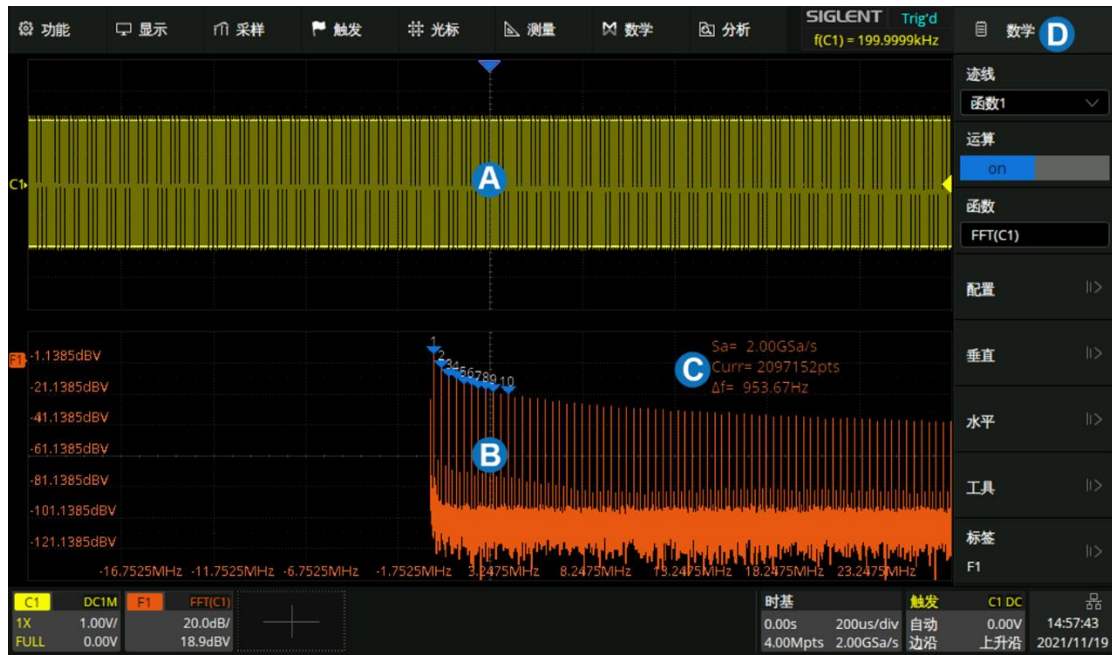 功能 显示 采样 触发 光标 测量 数学 分析 SIGLENT Trig'd
f(C1) = 199.9999kHz
数学 D
迹线
函数1
运算
on
函数
FFT(C1)
配置
垂直
水平
工具
标签
F1
C1
A
F1
-1.1385dBV
-21.1385dBV
-41.1385dBV
-61.1385dBV
-81.1385dBV
-101.1385dBV
-121.1385dBV
1 2 3 4 5 6 7 8 9 10
B
C
Sa= 2.00GSa/s
Curr= 2097152pts
Δf= 953.67Hz
-16.7525MHz -11.7525MHz -6.7525MHz -1.7525MHz 3.2475MHz 8.2475MHz 13.2475MHz 18.2475MHz 23.2475MHz
C1 DC1M
1X 1.00V/
FULL 0.00V
F1 FFT(C1)
20.0dB/
18.9dBV
时基
0.00s 200us/div
4.00Mpts 2.00GSa/s
触发 C1 DC
自动 0.00V
边沿 上升沿
14:57:43
2021/11/19